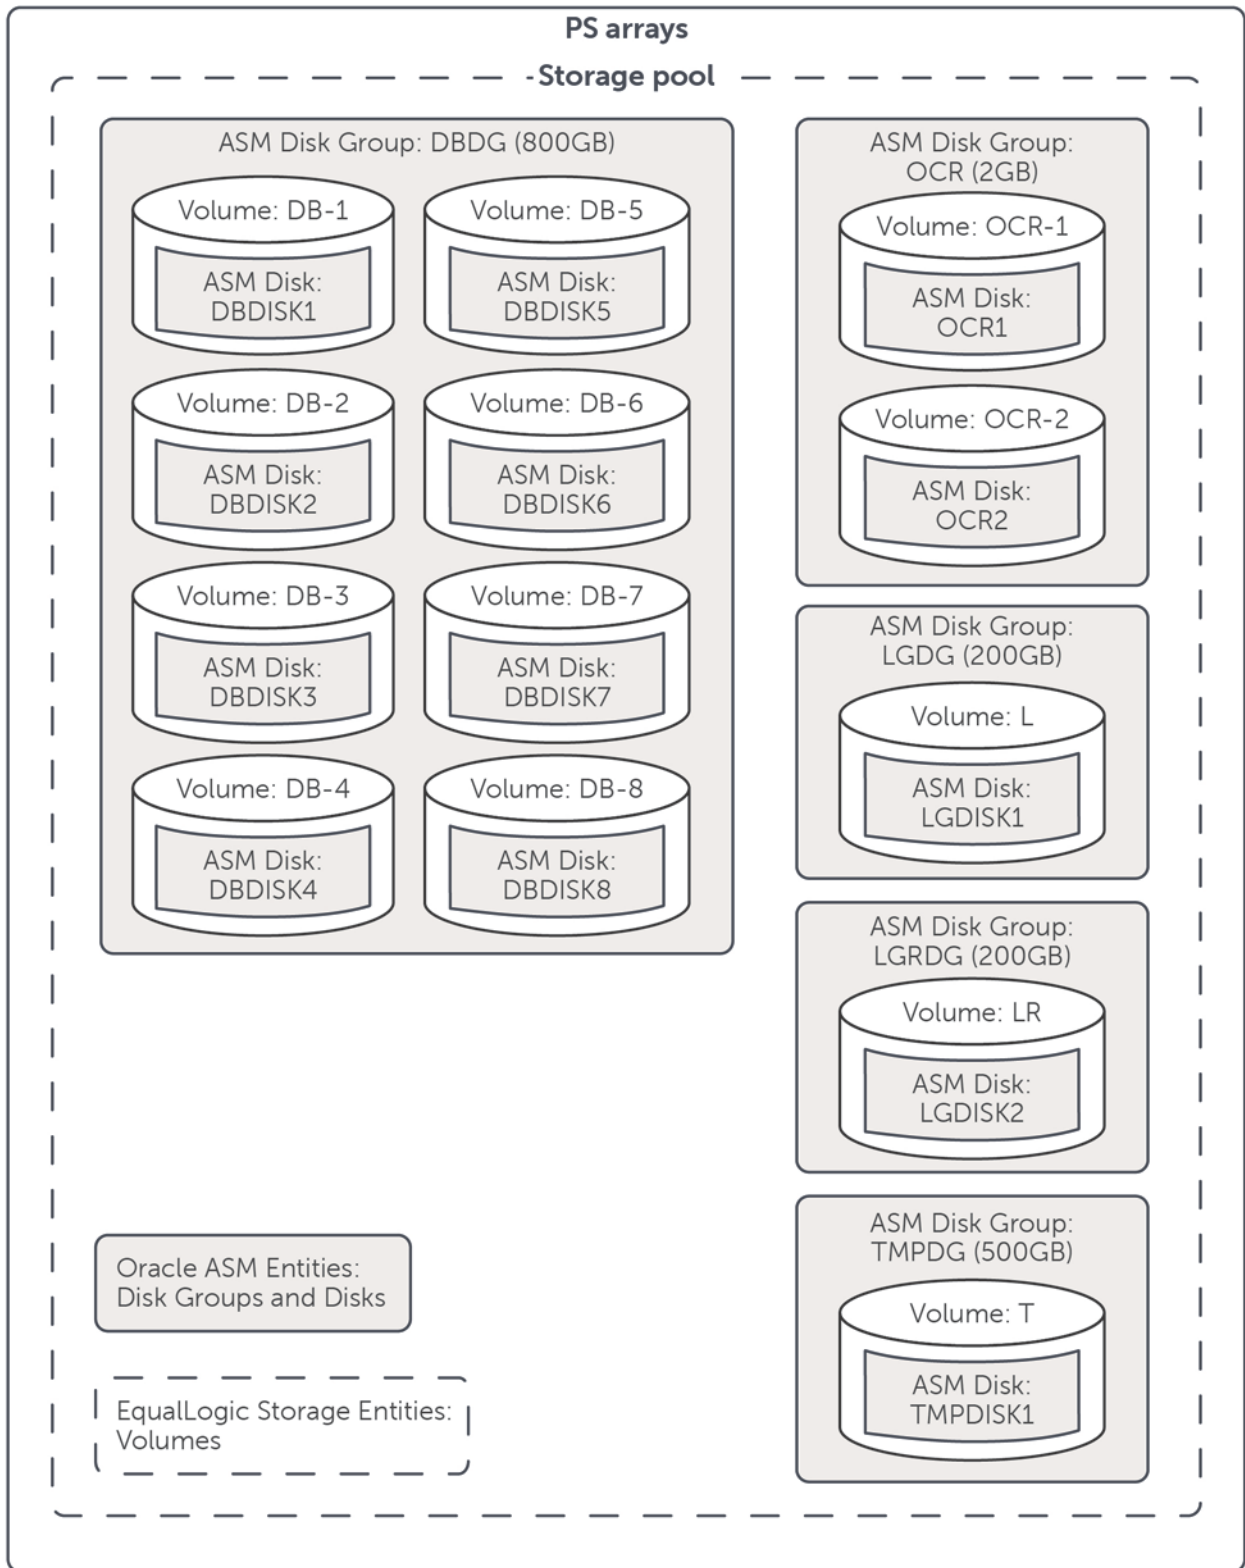 PS arrays
Storage pool
ASM Disk Group: DBDG (800GB)
Volume: DB-1
ASM Disk:
DBDISK1
Volume: DB-5
ASM Disk:
DBDISK5
Volume: DB-2
ASM Disk:
DBDISK2
Volume: DB-6
ASM Disk:
DBDISK6
Volume: DB-3
ASM Disk:
DBDISK3
Volume: DB-7
ASM Disk:
DBDISK7
Volume: DB-4
ASM Disk:
DBDISK4
Volume: DB-8
ASM Disk:
DBDISK8
ASM Disk Group:
OCR (2GB)
Volume: OCR-1
ASM Disk:
OCR1
Volume: OCR-2
ASM Disk:
OCR2
ASM Disk Group:
LGDG (200GB)
Volume: L
ASM Disk:
LGDISK1
ASM Disk Group:
LGRDG (200GB)
Volume: LR
ASM Disk:
LGDISK2
ASM Disk Group:
TMPDG (500GB)
Volume: T
ASM Disk:
TMPDISK1
Oracle ASM Entities:
Disk Groups and Disks
EqualLogic Storage Entities:
Volumes